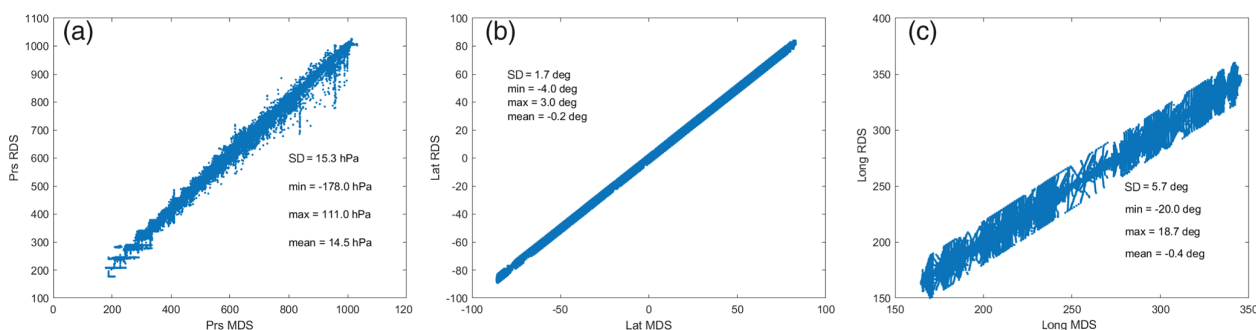 (a)
1100
1000
900
800
700
600
500
400
300
200
100
Prs RDS
SD = 15.3 hPa
min = -178.0 hPa
max = 111.0 hPa
mean = 14.5 hPa
0 200 400 600 800 1000 120
Prs MDS
(b)
100
80
60
40
20
0
-20
-40
-60
-80
-100
Lat RDS
SD = 1.7 deg
min = -4.0 deg
max = 3.0 deg
mean = -0.2 deg
-100 -50 0 50 100
Lat MDS
(c)
400
350
300
250
200
150
Long RDS
SD = 5.7 deg
min = -20.0 deg
max = 18.7 deg
mean = -0.4 deg
150 200 250 300 350
Long MDS